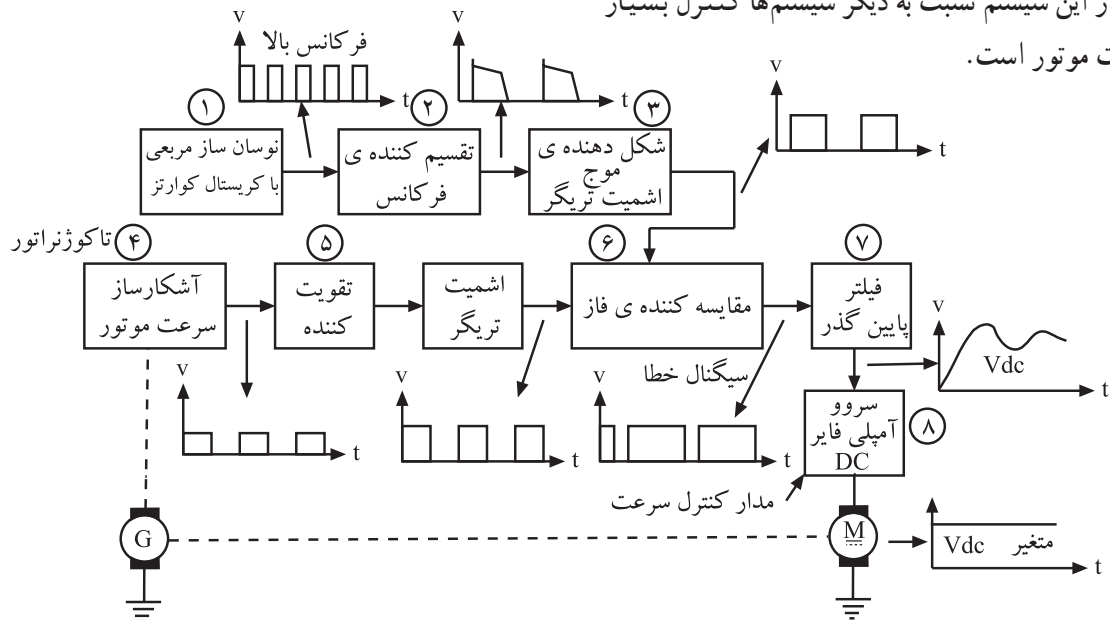 در این سیستم نسبت به دیگر سیستم‌ها کنترل بسیار
موتور است.
v
فرکانس بالا
t
v
t
v
t
۱
نوسان ساز مربعی
با کریستال کوارتز
۲
تقسیم کننده ی
فرکانس
۳
شکل دهنده ی
موج
اشمیت تریگر
تاکوژنراتور
۴
آشکارساز
سرعت موتور
۵
تقویت
کننده
اشمیت
تریگر
۶
مقایسه کننده ی فاز
۷
فیلتر
پایین گذر
v
Vdc
t
سیگنال خطا
v
t
v
t
v
t
۸
سروو
آمپلی فایر
DC
مدار کنترل سرعت
G
M
Vdc متغیر
t